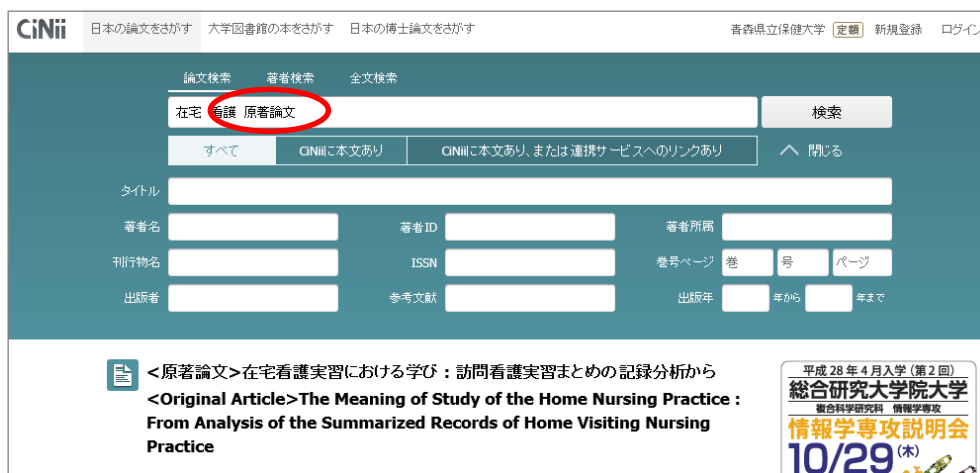 CiNii 日本の論文をさがす 大学図書館の本をさがす 日本の博士論文をさがす 青森県立保健大学 定額 新規登録 ログイン
論文検索 著者検索 全文検索
在宅 看護 原著論文 検索
すべて CiNiiに本文あり CiNiiに本文あり、または連携サービスへのリンクあり 閉じる
タイトル
著者名 著者ID 著者所属
刊行物名 ISSN 巻号ページ 巻 号 ページ
出版者 参考文献 出版年 年から 年まで
<原著論文>在宅看護実習における学び : 訪問看護実習まとめの記録分析から
<Original Article>The Meaning of Study of the Home Nursing Practice :
From Analysis of the Summarized Records of Home Visiting Nursing
Practice
平成28年4月入学(第2回)
総合研究大学院大学
複合科学研究科 情報学専攻
情報学専攻説明会
10/29(木)